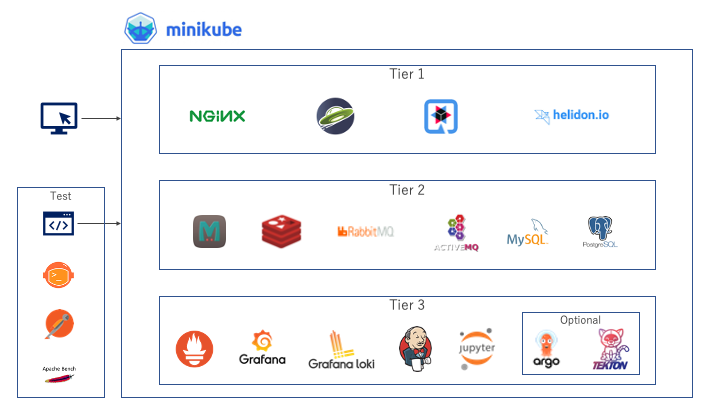 minikube
Tier 1
NGINX
helidon.io
Test
</>
Tier 2
M
RabbitMQ
ACTIVEMQ
MySQL
PostgreSQL
Tier 3
Grafana
Grafana loki
jupyter
Optional
argo
TEKTON
Apache Bench